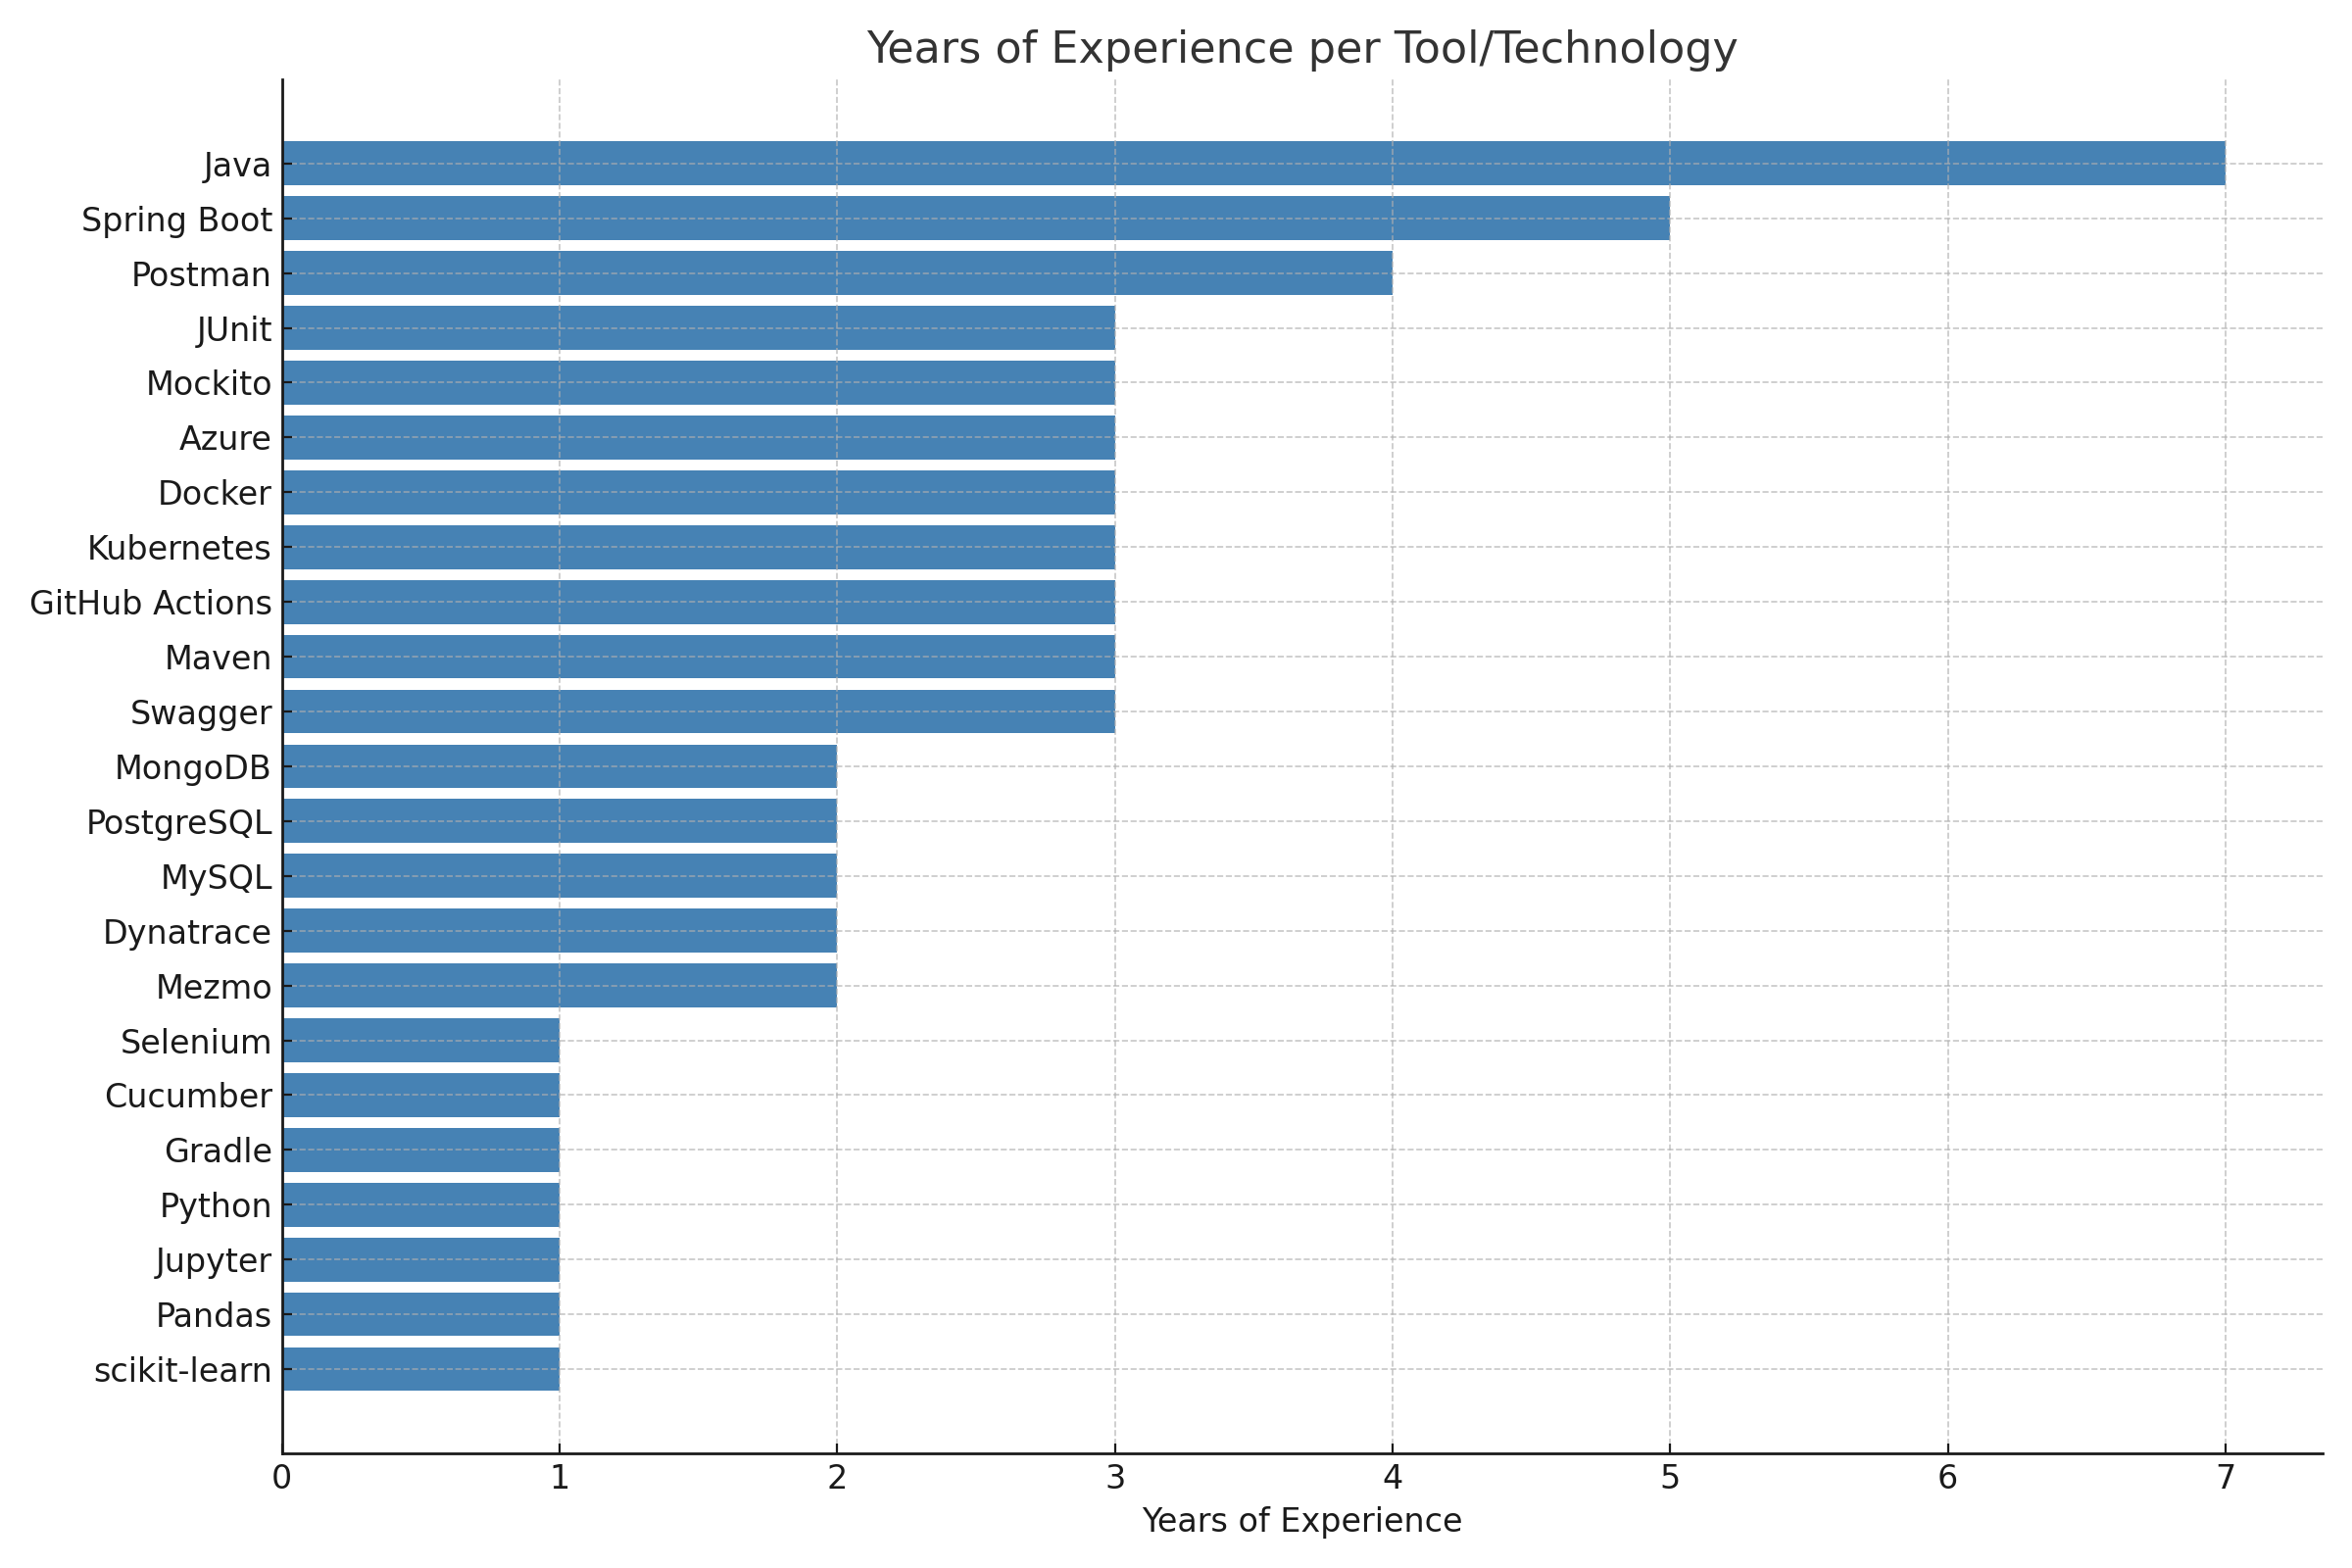 Years of Experience per Tool/Technology
Java
Spring Boot
Postman
JUnit
Mockito
Azure
Docker
Kubernetes
GitHub Actions
Maven
Swagger
MongoDB
PostgreSQL
MySQL
Dynatrace
Mezmo
Selenium
Cucumber
Gradle
Python
Jupyter
Pandas
scikit-learn
0 1 2 3 4 5 6 7
Years of Experience